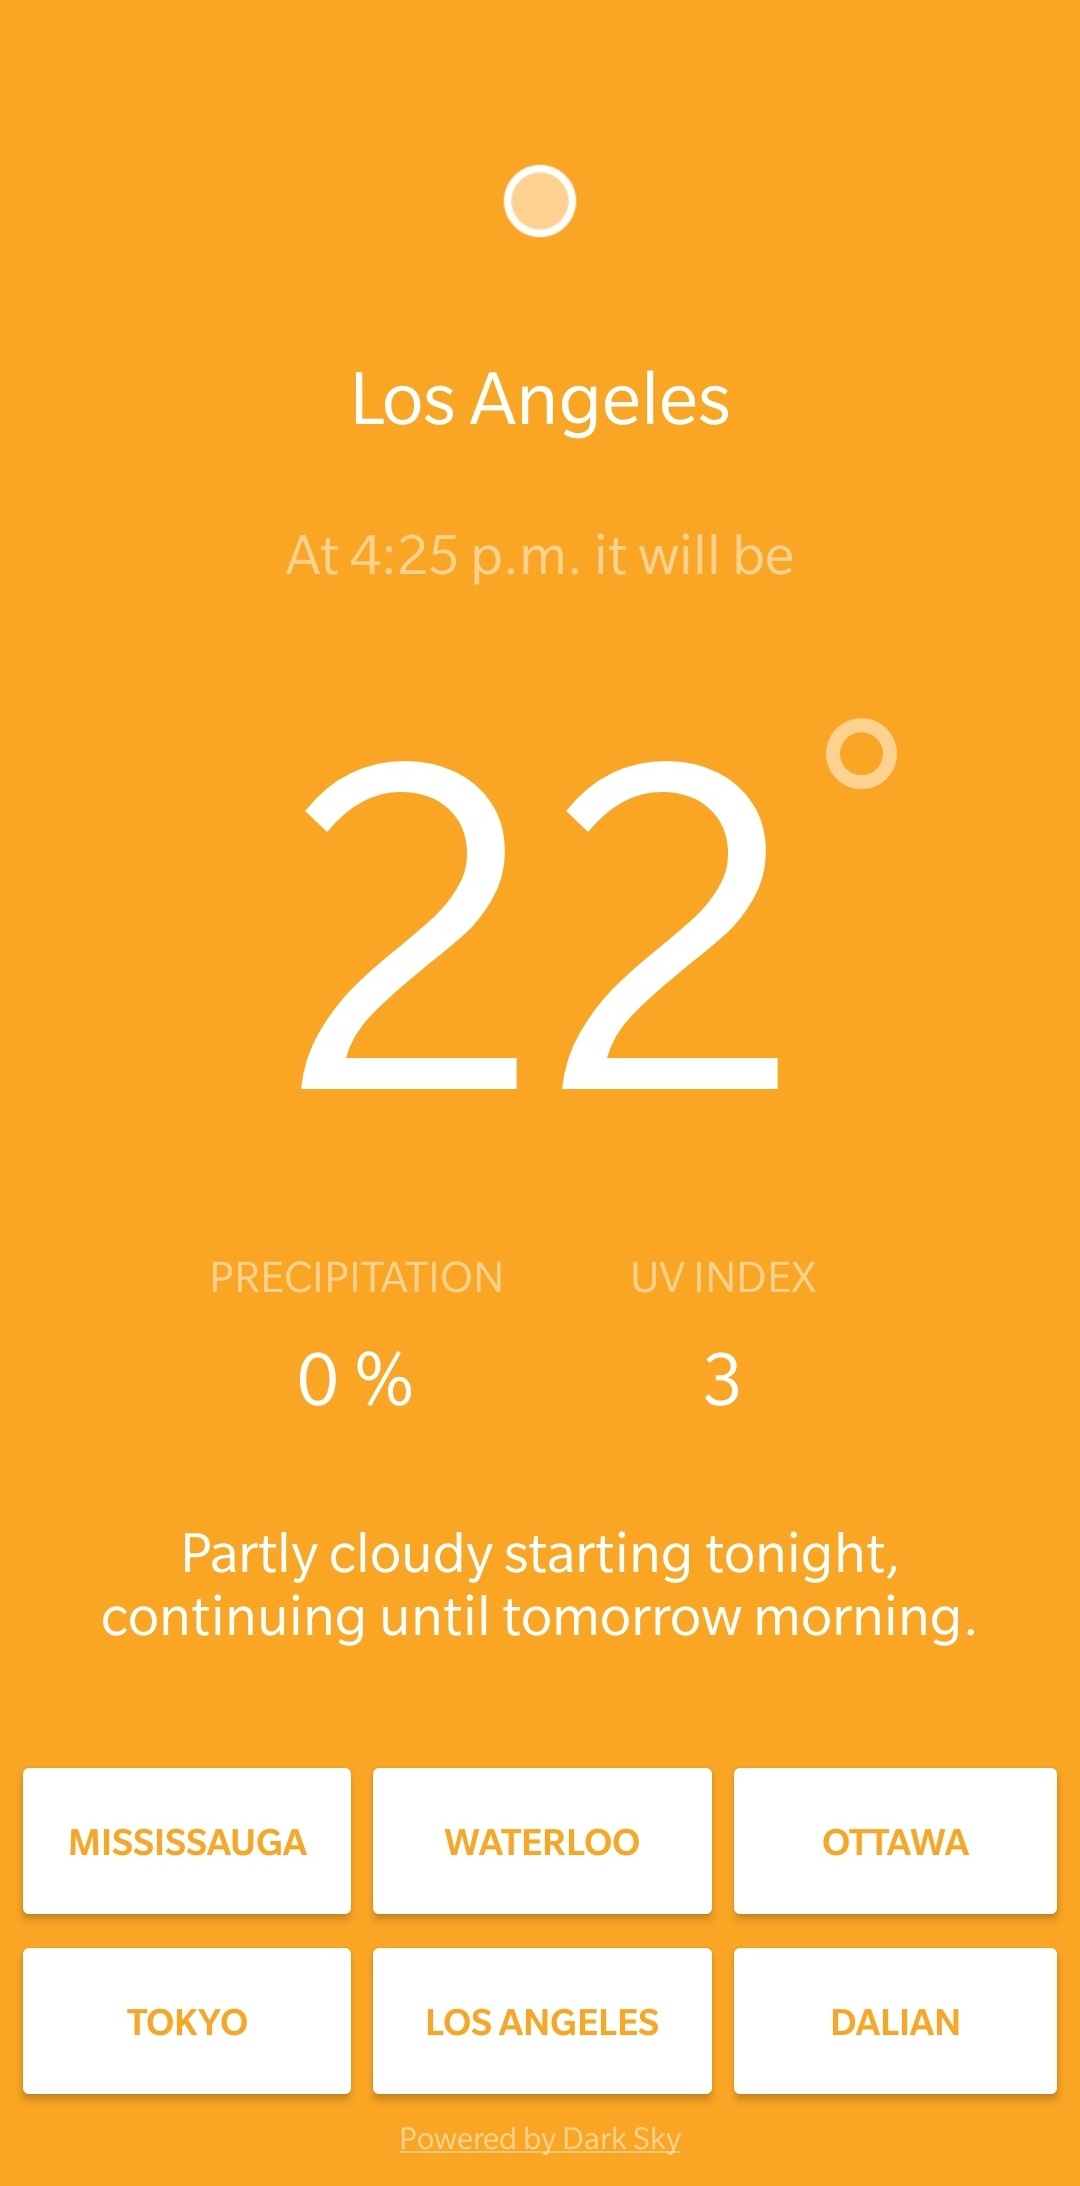 Los Angeles
At 4:25 p.m. it will be
22°
PRECIPITATION UV INDEX
0 % 3
Partly cloudy starting tonight,
continuing until tomorrow morning.
MISSISSAUGA WATERLOO OTTAWA
TOKYO LOS ANGELES DALIAN
Powered by Dark Sky